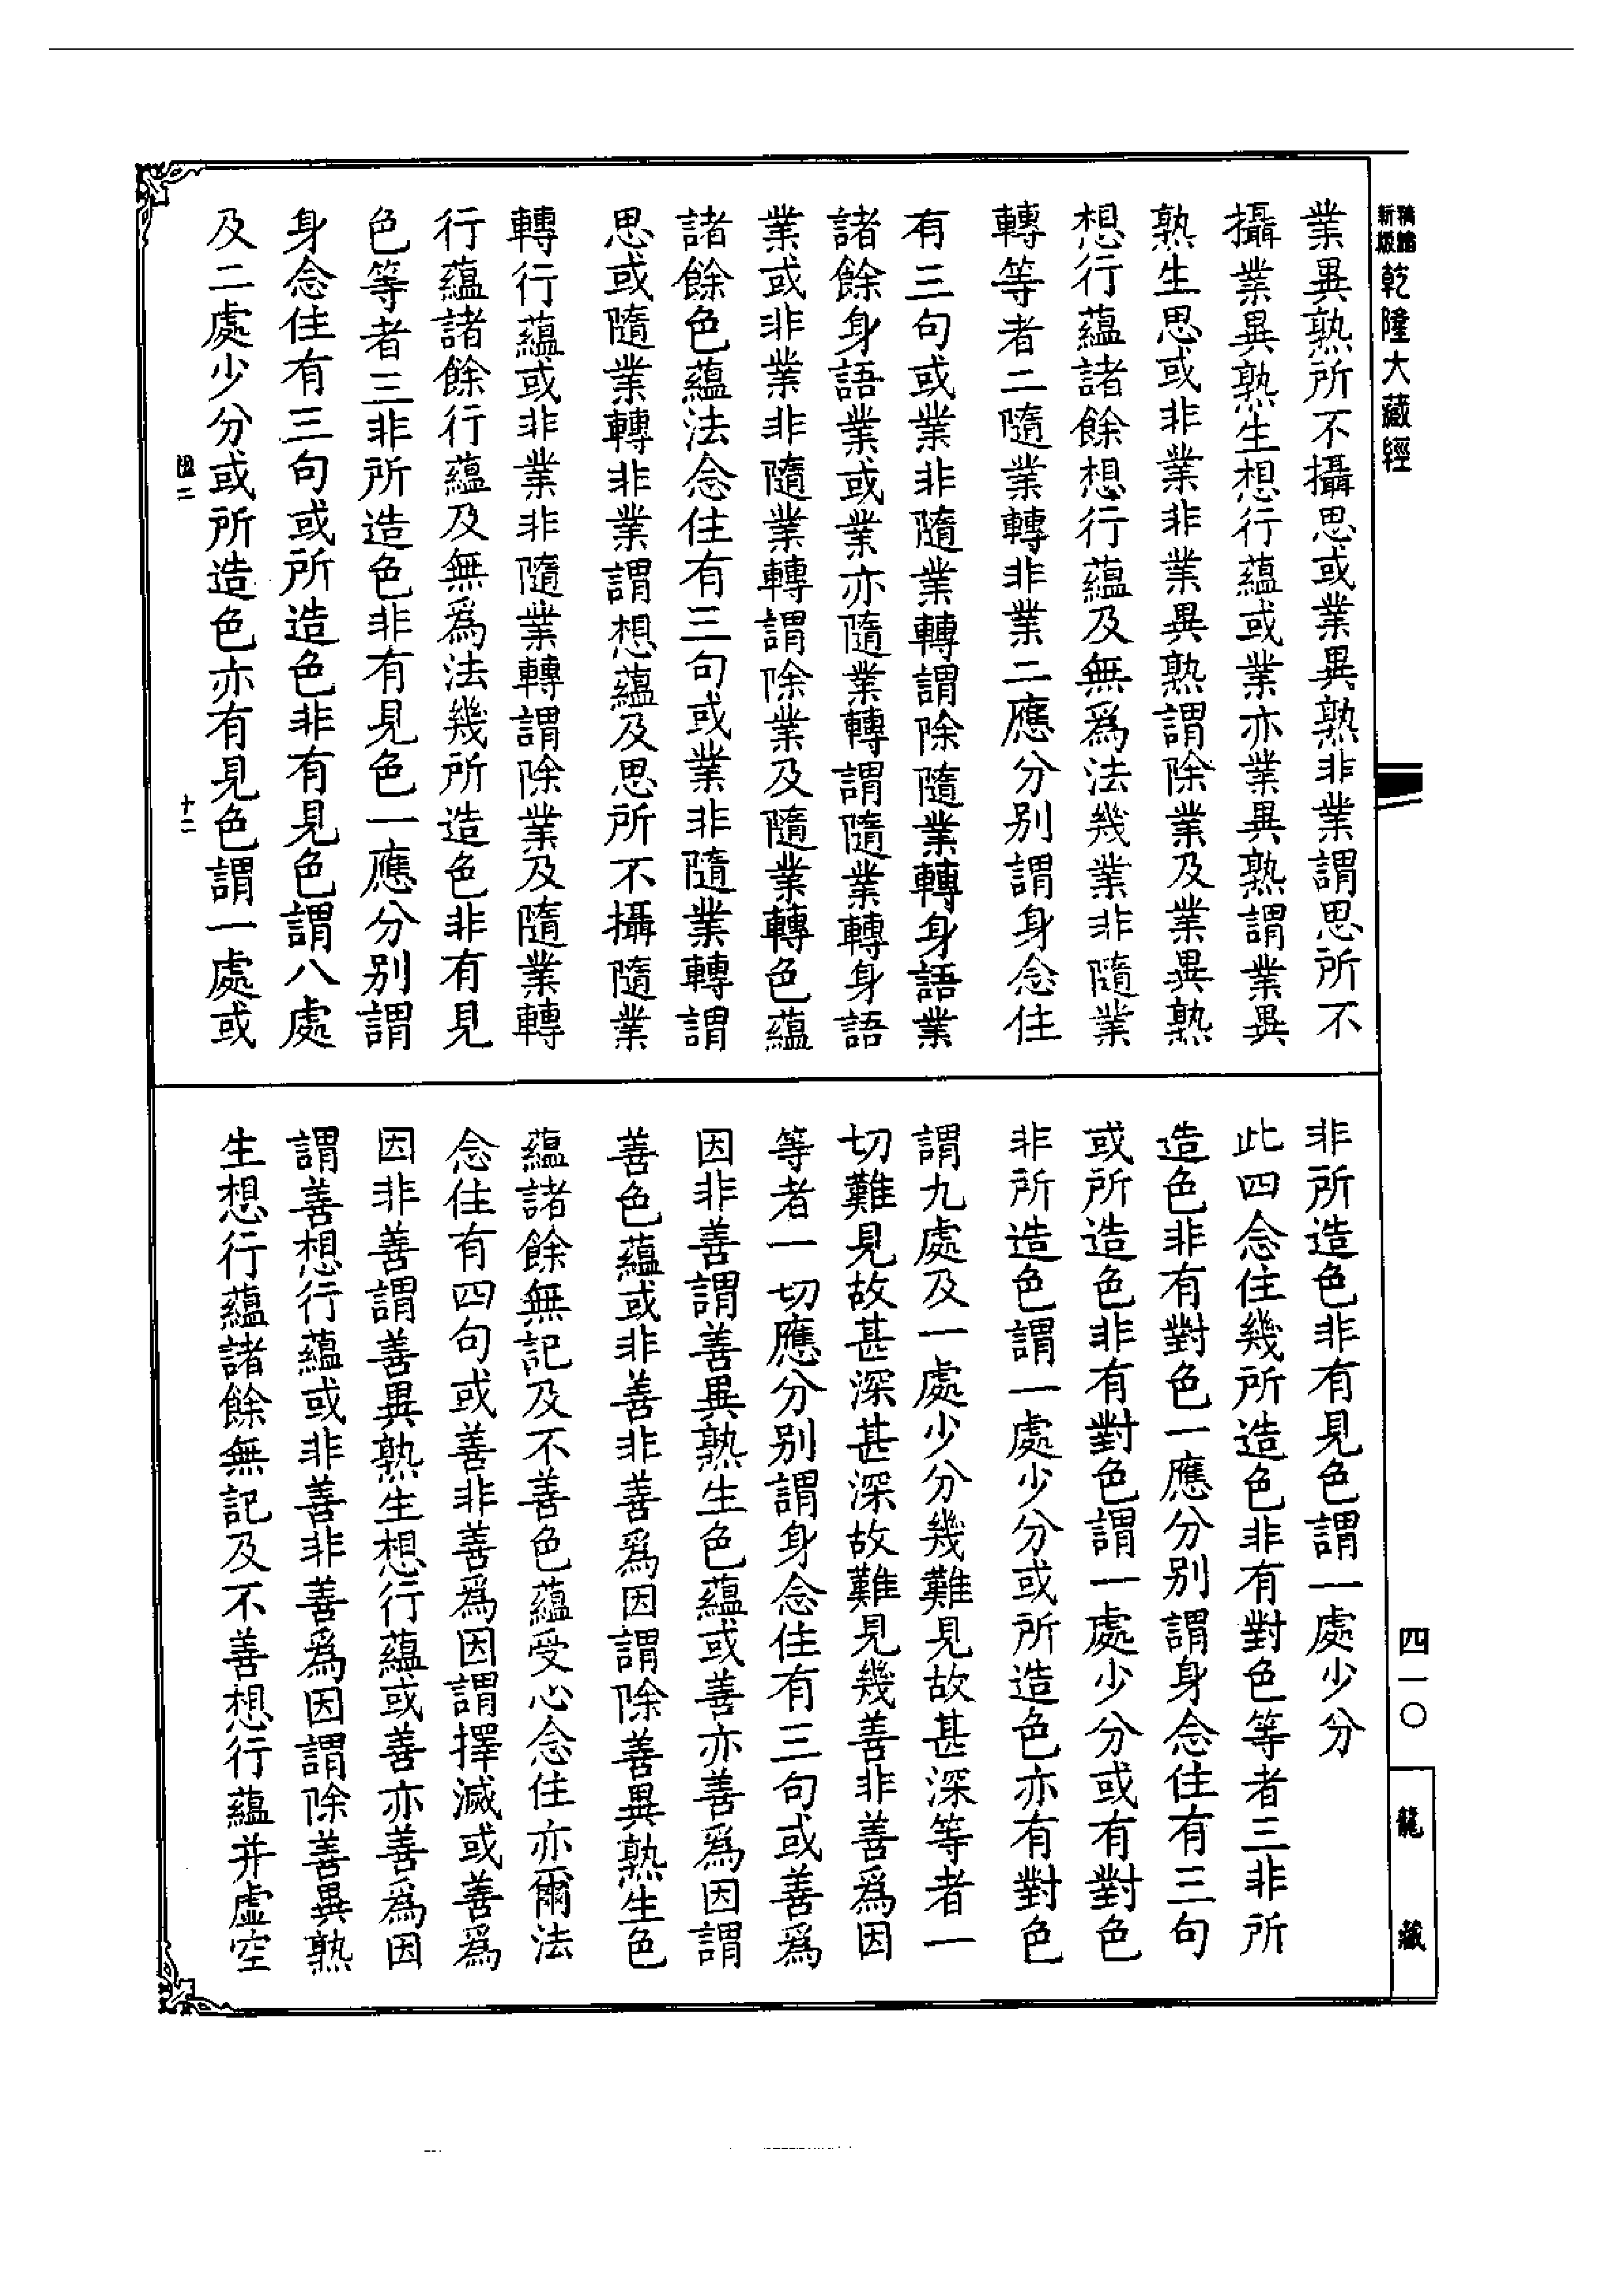 乾隆大藏經
業異熟所不攝思或業異熟非業謂思所不
攝業異熟生想行蘊或業亦業異熟謂業異
熟生思或非業非業異熟謂除業及業異熟
想行蘊諸餘想行蘊及無爲法幾業非隨業
轉等者二隨業轉非業二應分别謂身念住
有三句或業非隨業轉謂除隨業轉身語業
諸餘身語業或業亦隨業轉謂隨業轉身語
業或非業非隨業轉謂除業及隨業轉色蘊
諸餘色蘊法念住有三句或業非隨業轉謂
思或隨業轉非業謂想蘊及思所不攝隨業
轉行蘊或非業非隨業轉謂除業及隨業轉
行蘊諸餘行蘊及無爲法幾所造色非有見
色等者三非所造色非有見色一應分别謂
身念住有三句或所造色非有見色謂八處
及二處少分或所造色亦有見色謂一處或
十二
非所造色非有見色謂一處少分
此四念住幾所造色非有對色等者三非所
造色非有對色一應分别謂身念住有三句
或所造色非有對色謂一處少分或有對色
非所造色謂一處少分或所造色亦有對色
謂九處及一處少分幾難見故甚深等者一
切難見故甚深甚深故難見幾善非善爲因
等者一切應分别謂身念住有三句或善爲
因非善謂善異熟生色蘊或善亦善爲因謂
善色蘊或非善非善爲因謂除善異熟生色
蘊諸餘無記及不善色蘊受心念住亦爾法
念住有四句或善非善爲因謂擇滅或善爲
因非善謂善異熟生想行蘊或善亦善爲因
謂善想行蘊或非善非善爲因謂除善異熟
生想行蘊諸餘無記及不善想行蘊并虛空
四一〇
龍藏